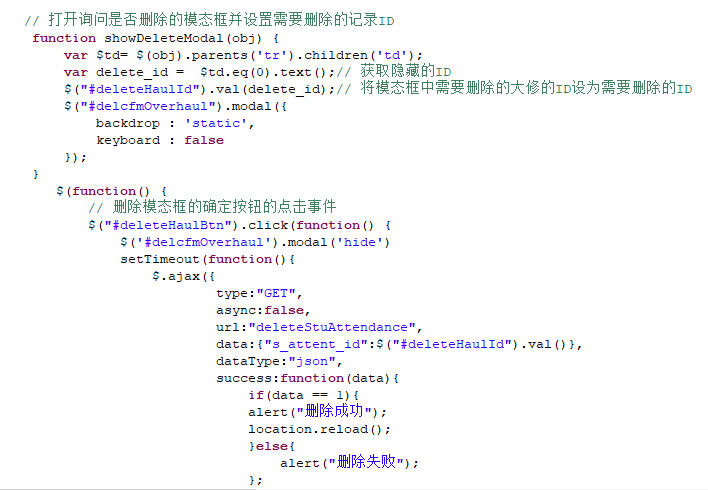 // 打开询问是否删除的模态框并设置需要删除的记录ID
function showDeleteModal(obj) {
var $td= $(obj).parents('tr').children('td');
var delete_id =  $td.eq(0).text();// 获取隐藏的ID
$("#deleteHaulId").val(delete_id);// 将模态框中需要删除的大修的ID设为需要删除的ID
$("#delcfmOverhaul").modal({
backdrop : 'static',
keyboard : false
});
}
$(function() {
// 删除模态框的确定按钮的点击事件
$("#deleteHaulBtn").click(function() {
$('#delcfmOverhaul').modal('hide')
setTimeout(function(){
$.ajax({
type:"GET",
async:false,
url:"deleteStuAttendance",
data:{"s_attent_id":$("#deleteHaulId").val()},
dataType:"json",
success:function(data){
if(data == 1){
alert("删除成功");
location.reload();
}else{
alert("删除失败");
};